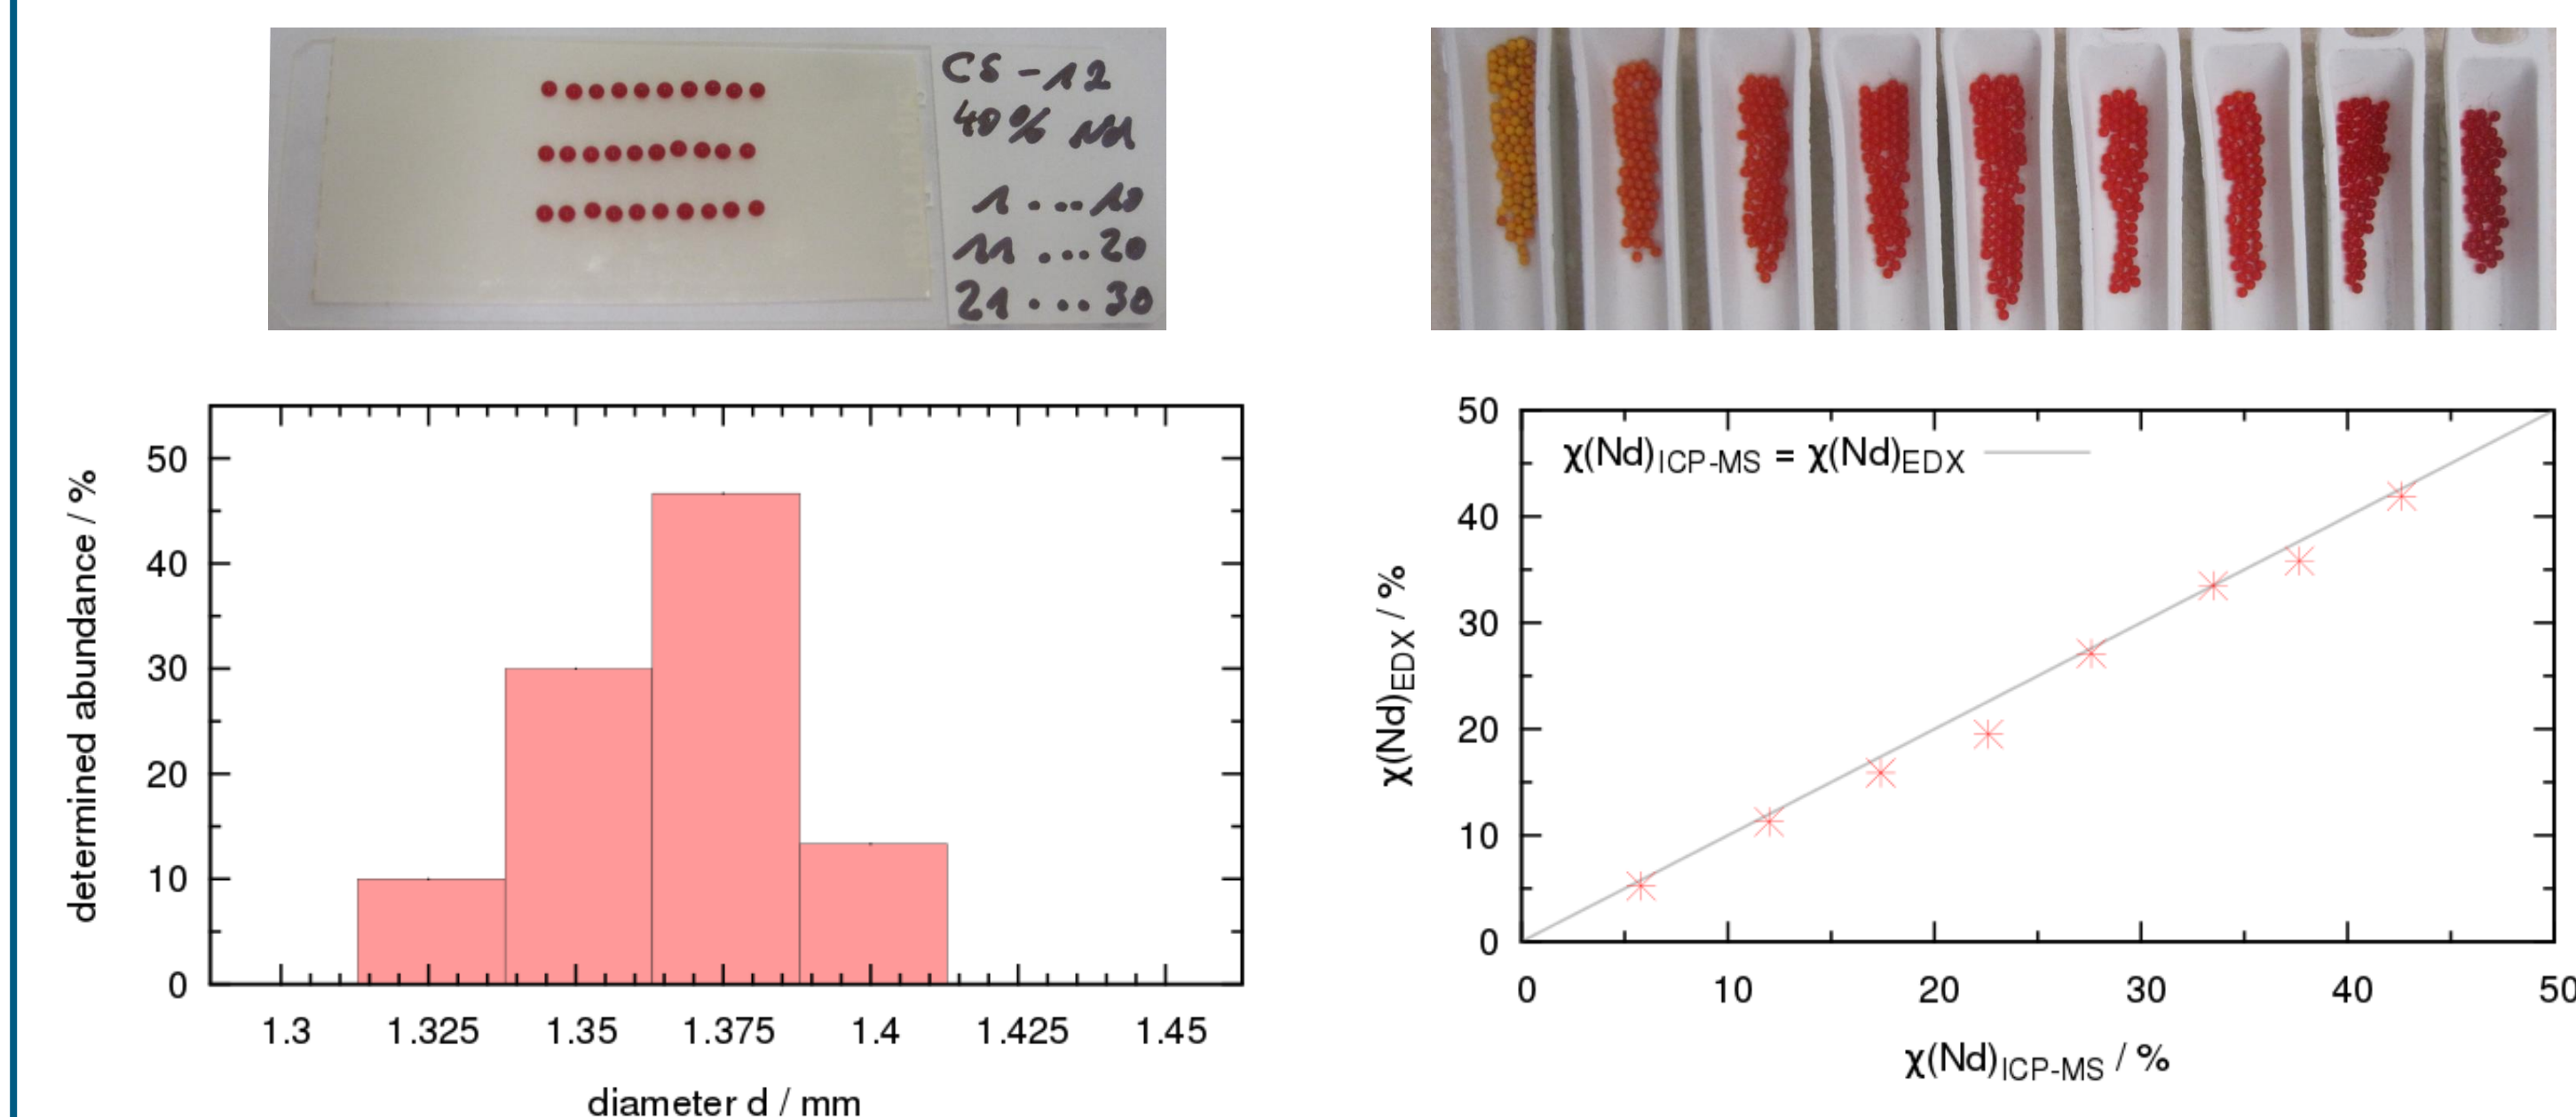 CS-12
40% Nd
1...10
11...20
21...30
determined abundance / %
50
40
30
20
10
0
1.3 1.325 1.35 1.375 1.4 1.425 1.45
diameter d / mm
χ(Nd)ICP-MS = χ(Nd)EDX
χ(Nd)EDX / %
50
40
30
20
10
0
0 10 20 30 40 50
χ(Nd)ICP-MS / %